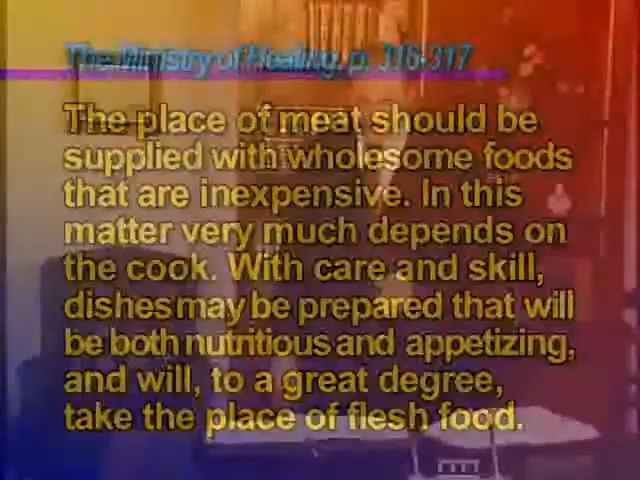 The Ministry of Healing, p. 316-317
The place of meat should be
supplied with wholesome foods
that are inexpensive. In this
matter very much depends on
the cook. With care and skill,
dishes may be prepared that will
be both nutritious and appetizing,
and will, to a great degree,
take the place of flesh food.